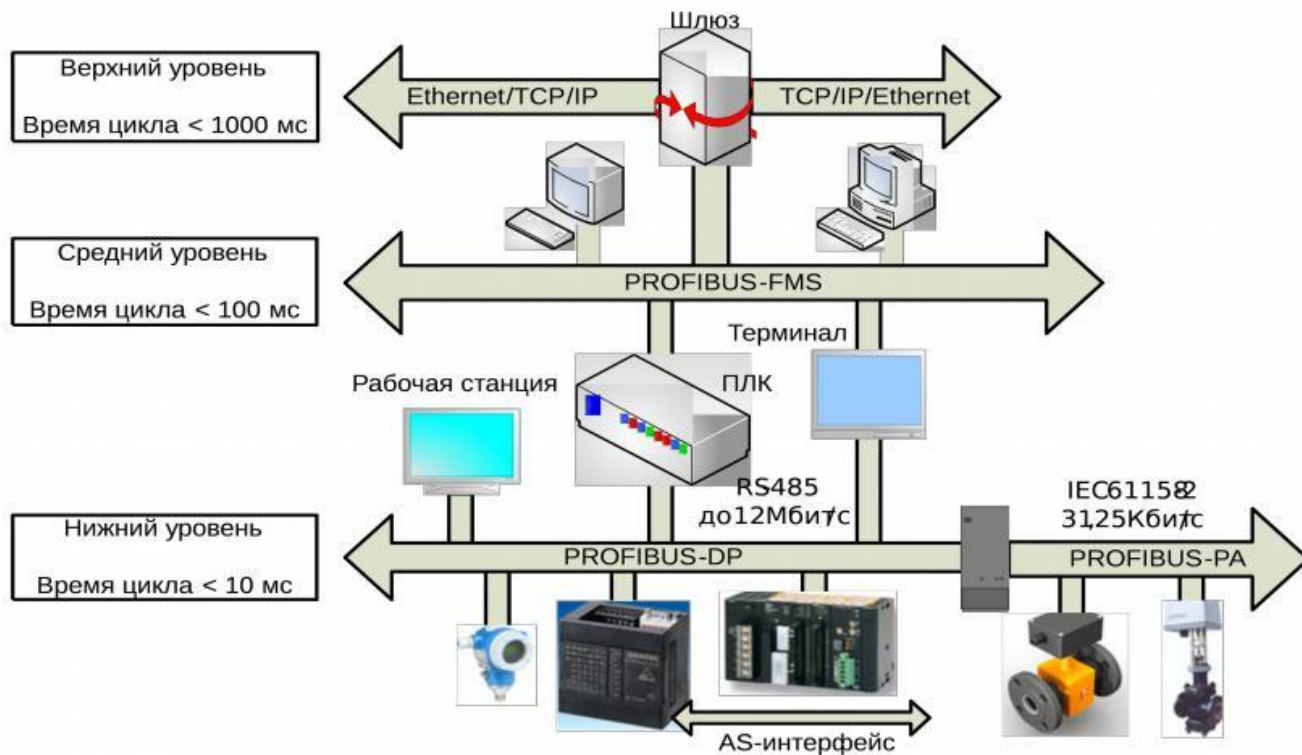 Шлюз
Верхний уровень
Время цикла < 1000 мс
Ethernet/TCP/IP
TCP/IP/Ethernet
Средний уровень
Время цикла < 100 мс
PROFIBUS-FMS
Терминал
Рабочая станция
ПЛК
RS485
до12Мбит/с
IEC61158-2
31,25Кбит/с
Нижний уровень
Время цикла < 10 мс
PROFIBUS-DP
PROFIBUS-PA
AS-интерфейс